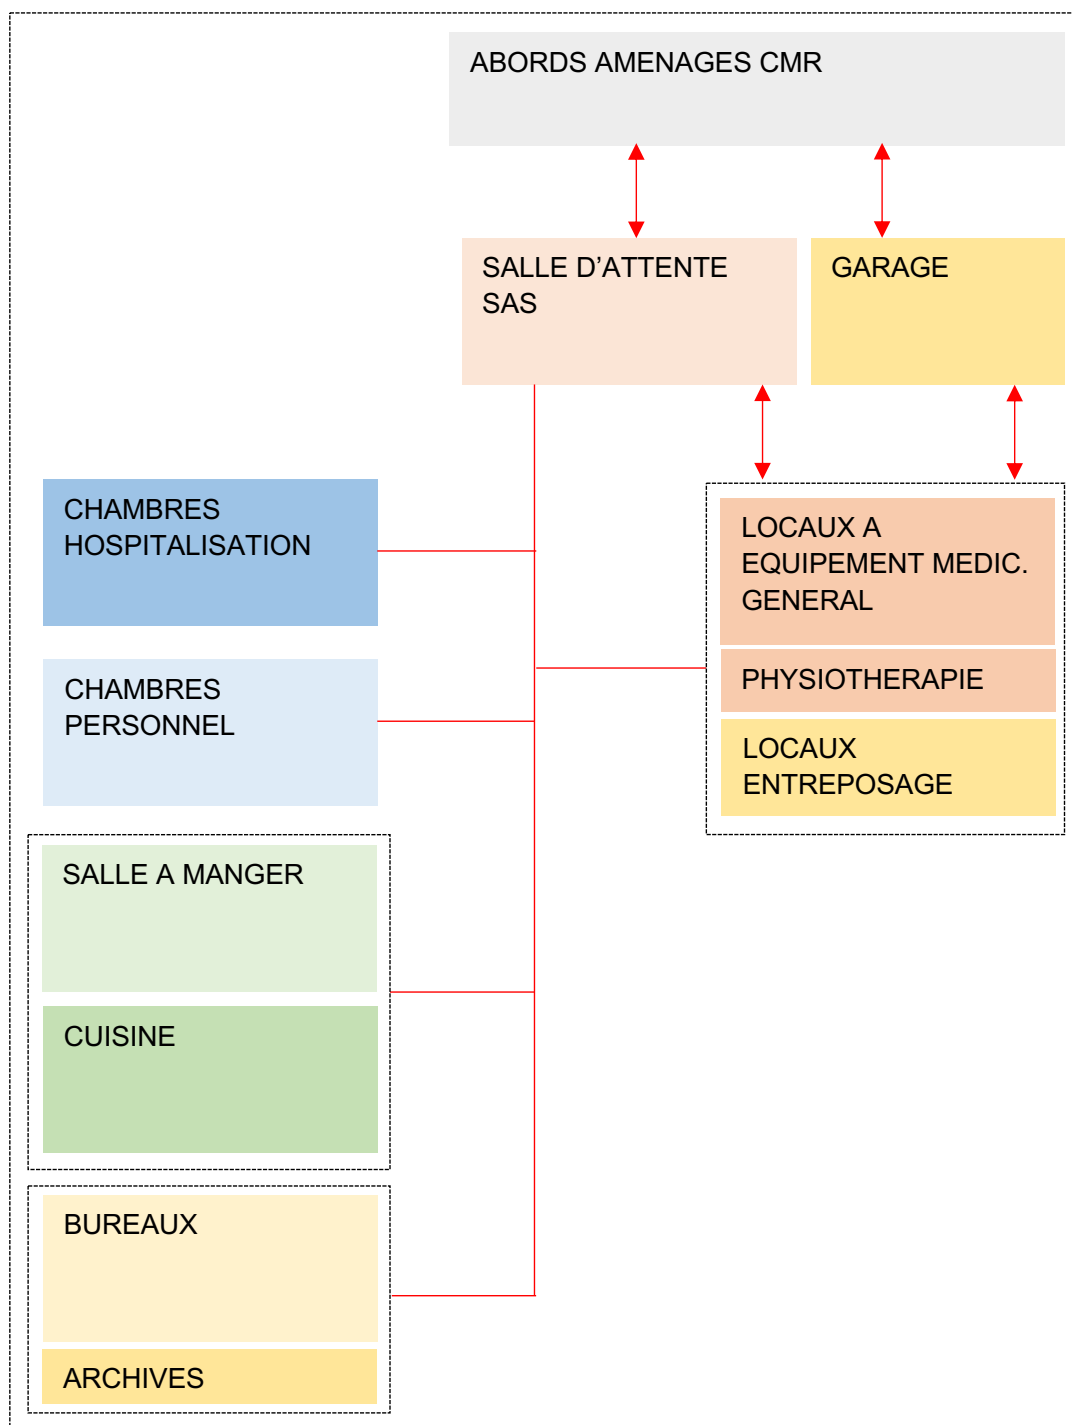 ABORDS AMENAGES CMR
SALLE D'ATTENTE
SAS
GARAGE
CHAMBRES
HOSPITALISATION
LOCAUX A
EQUIPEMENT MEDIC.
GENERAL
PHYSIOTHERAPIE
CHAMBRES
PERSONNEL
LOCAUX
ENTREPOSAGE
SALLE A MANGER
CUISINE
BUREAUX
ARCHIVES